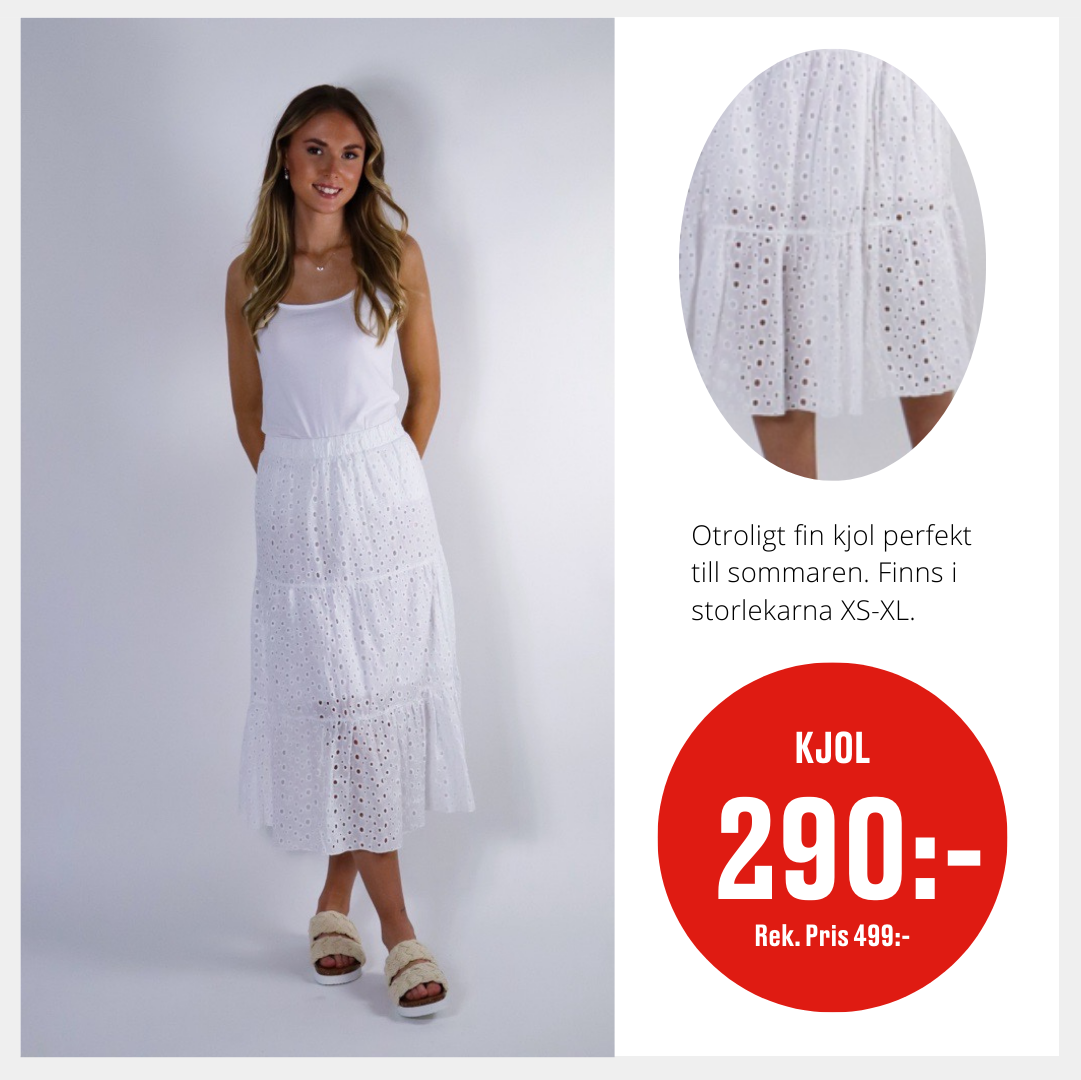 Otroligt fin kjol perfekt
till sommaren. Finns i
storlekarna XS-XL.
KJOL
290:-
Rek. Pris 499:-